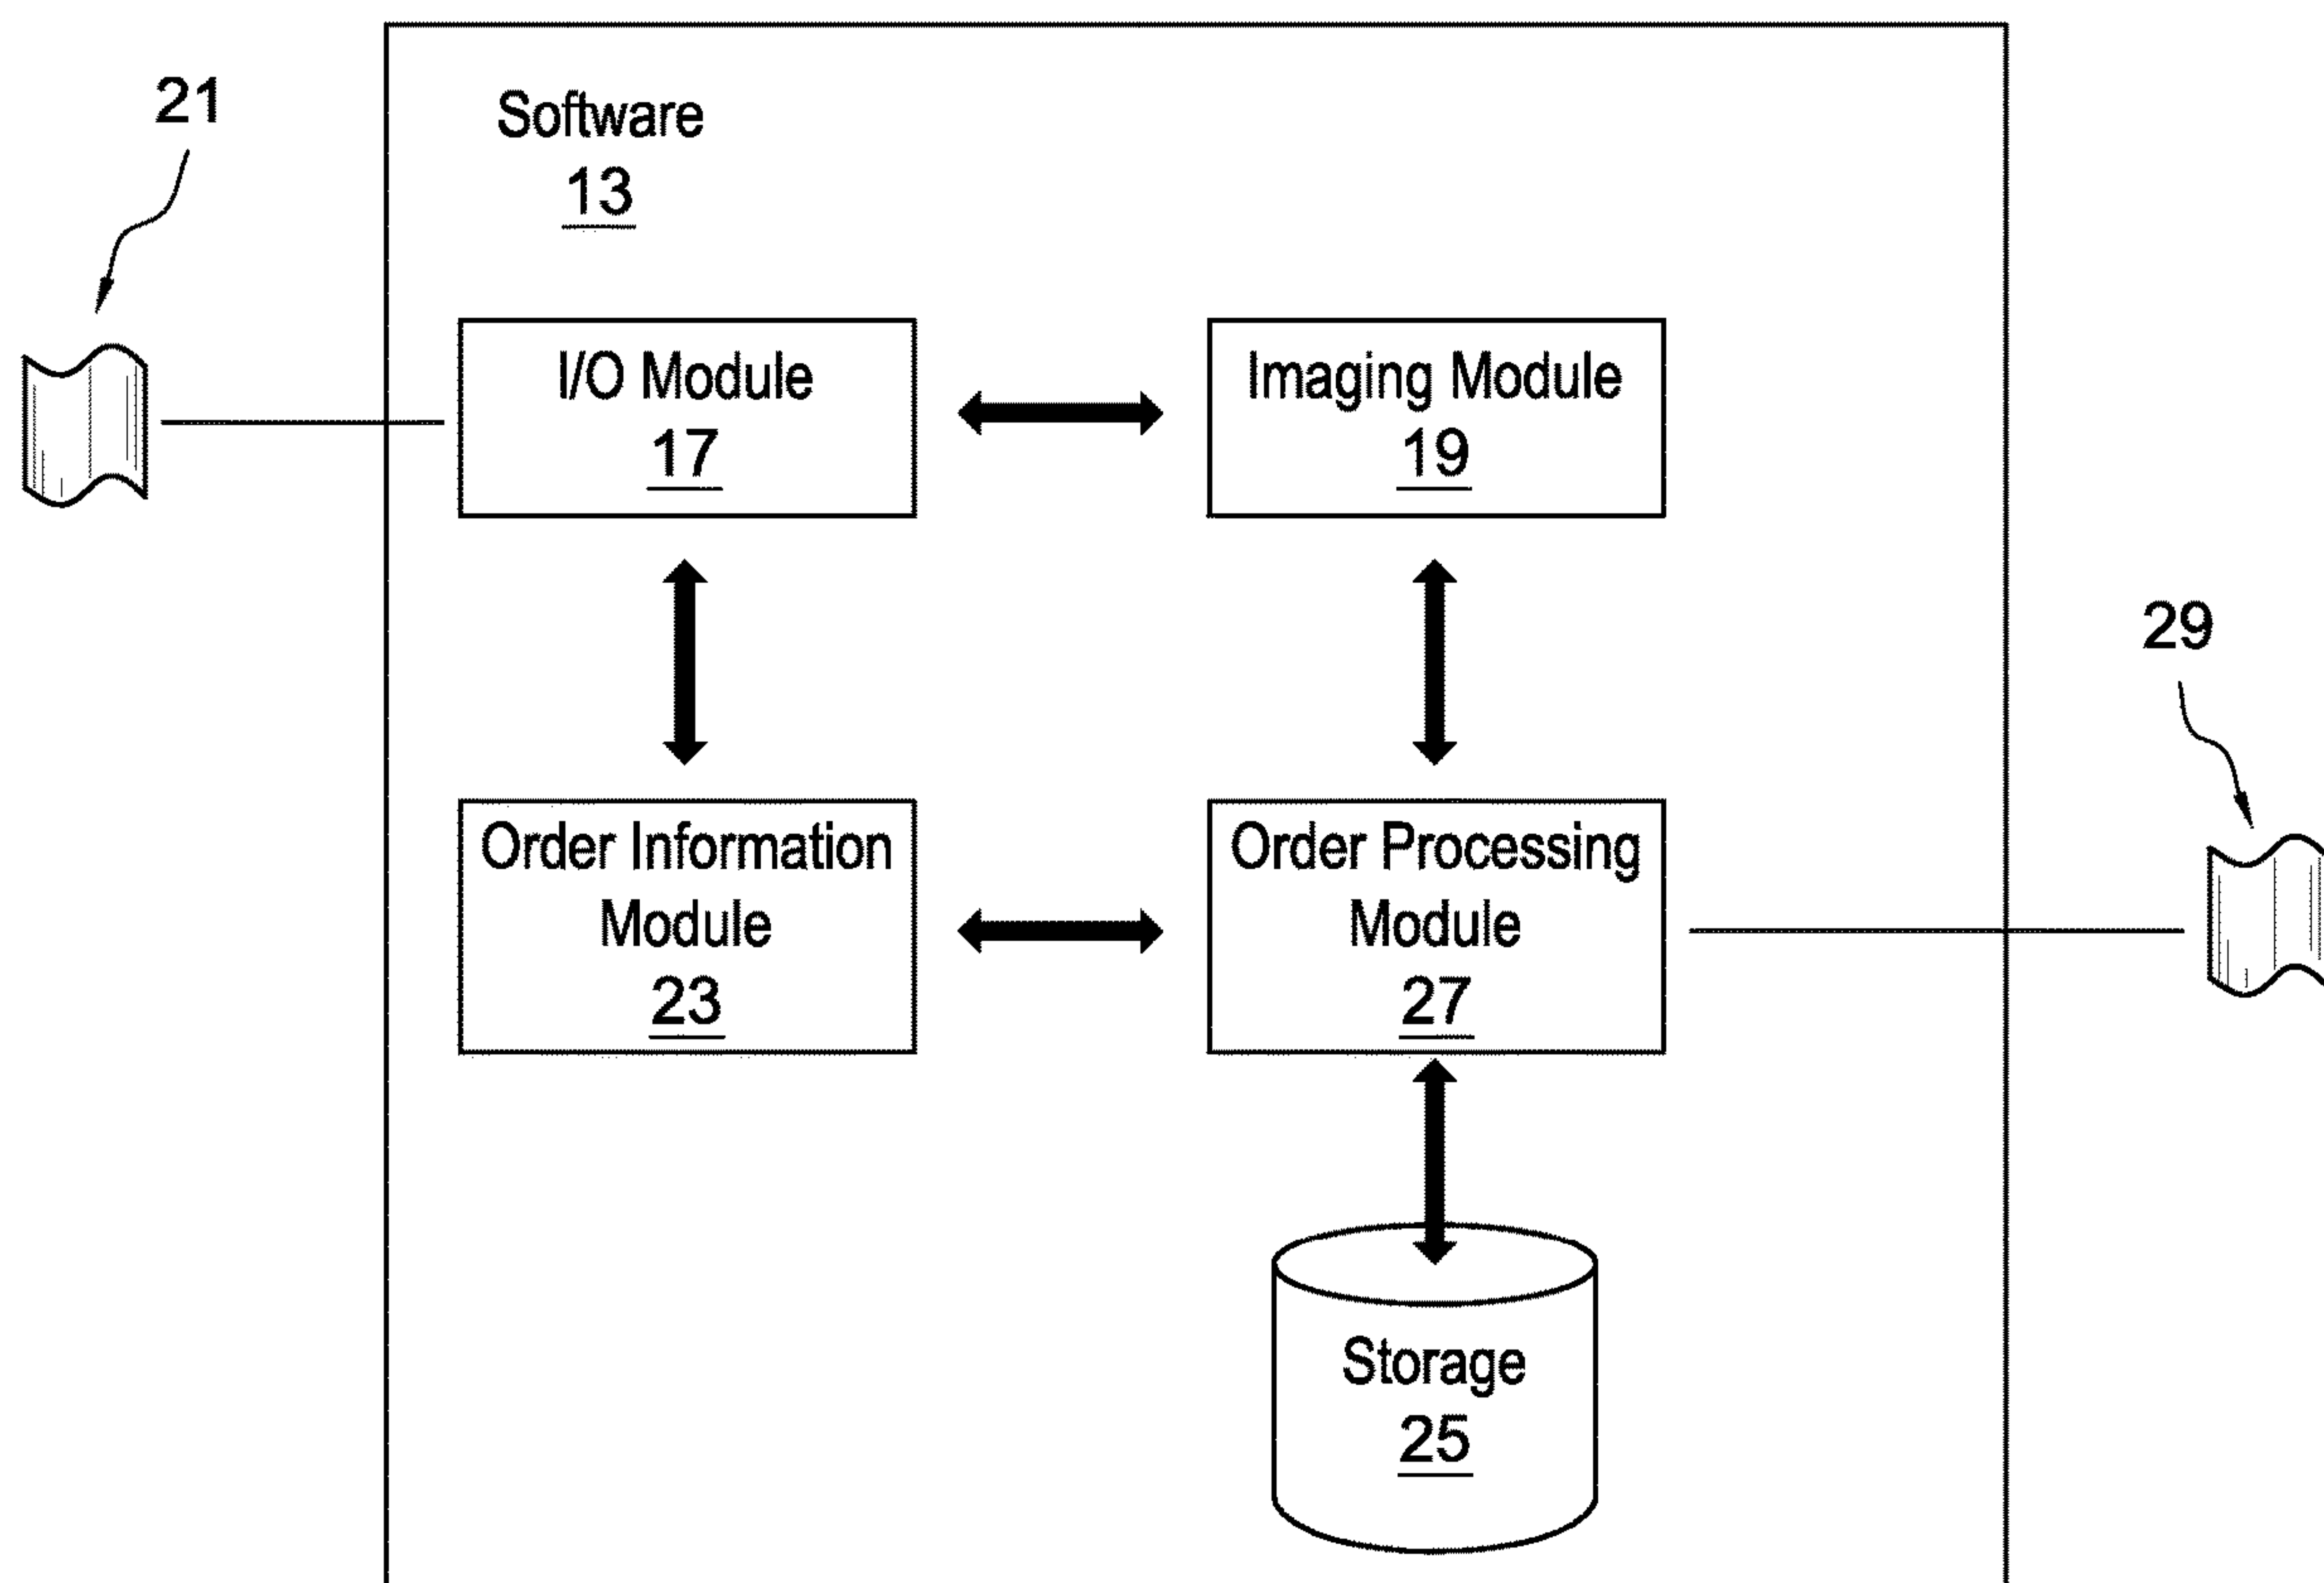 21
Software
13
I/O Module
17
Imaging Module
19
29
Order Information
Module
23
Order Processing
Module
27
Storage
25